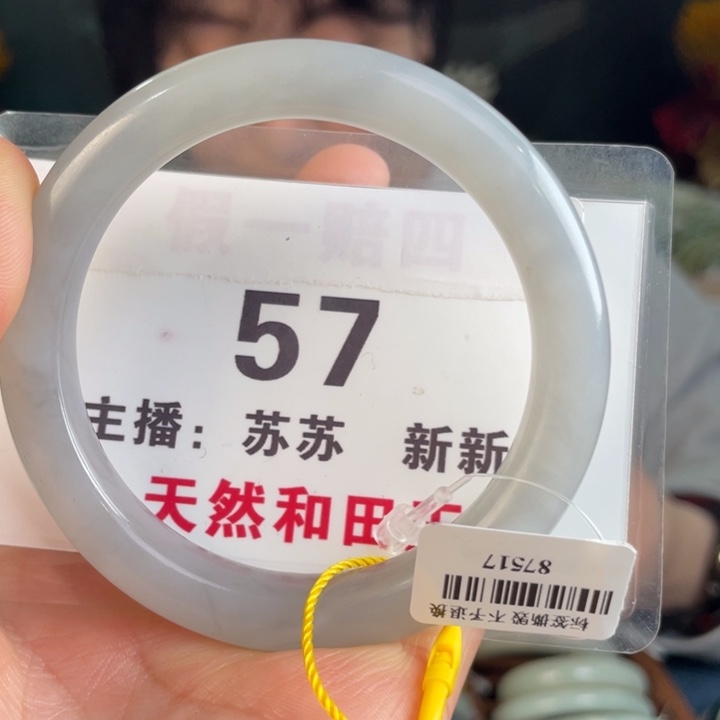 假一赔四
57
主播：苏苏 新新
天然和田玉
87517
标签撕毁 不予退换